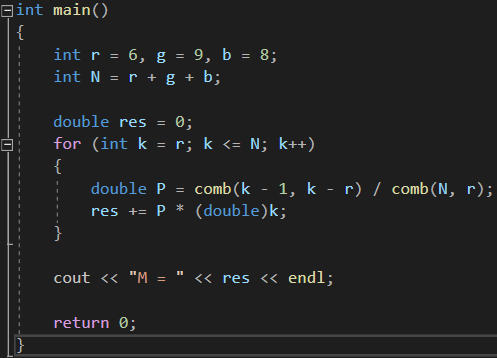 int main()
{
int r = 6, g = 9, b = 8;
int N = r + g + b;
double res = 0;
for (int k = r; k <= N; k++)
{
double P = comb(k - 1, k - r) / comb(N, r);
res += P * (double)k;
}
cout << "M = " << res << endl;
return 0;
}